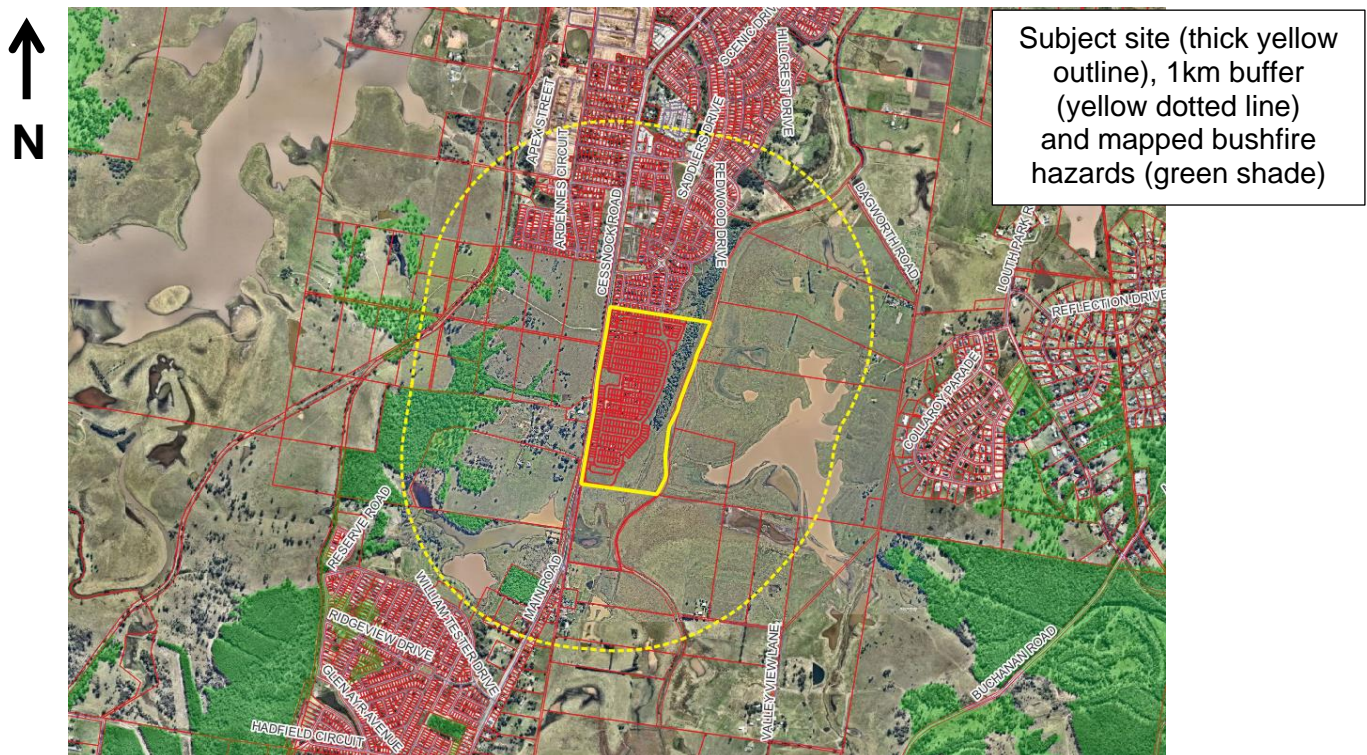 N
Subject site (thick yellow
outline), 1km buffer
(yellow dotted line)
and mapped bushfire
hazards (green shade)
SCENIC DRIVE
HILLCREST DRIVE
APEX STREET
SADDLERS DRIVE
ARDENNES CIRCUIT
REDWOOD DRIVE
CESSNOCK ROAD
DAGWORTH ROAD
LOUTH PARK R
REFLECTION DRIVE
COLLAROY PARADE
RESERVE ROAD
MAIN ROAD
WILLIAM TESTER DRIVE
RIDGEVIEW DRIVE
GLEN AYR AVENUE
HADFIELD CIRCUIT
VALLEY VIEW LANE
BUCHANAN ROAD